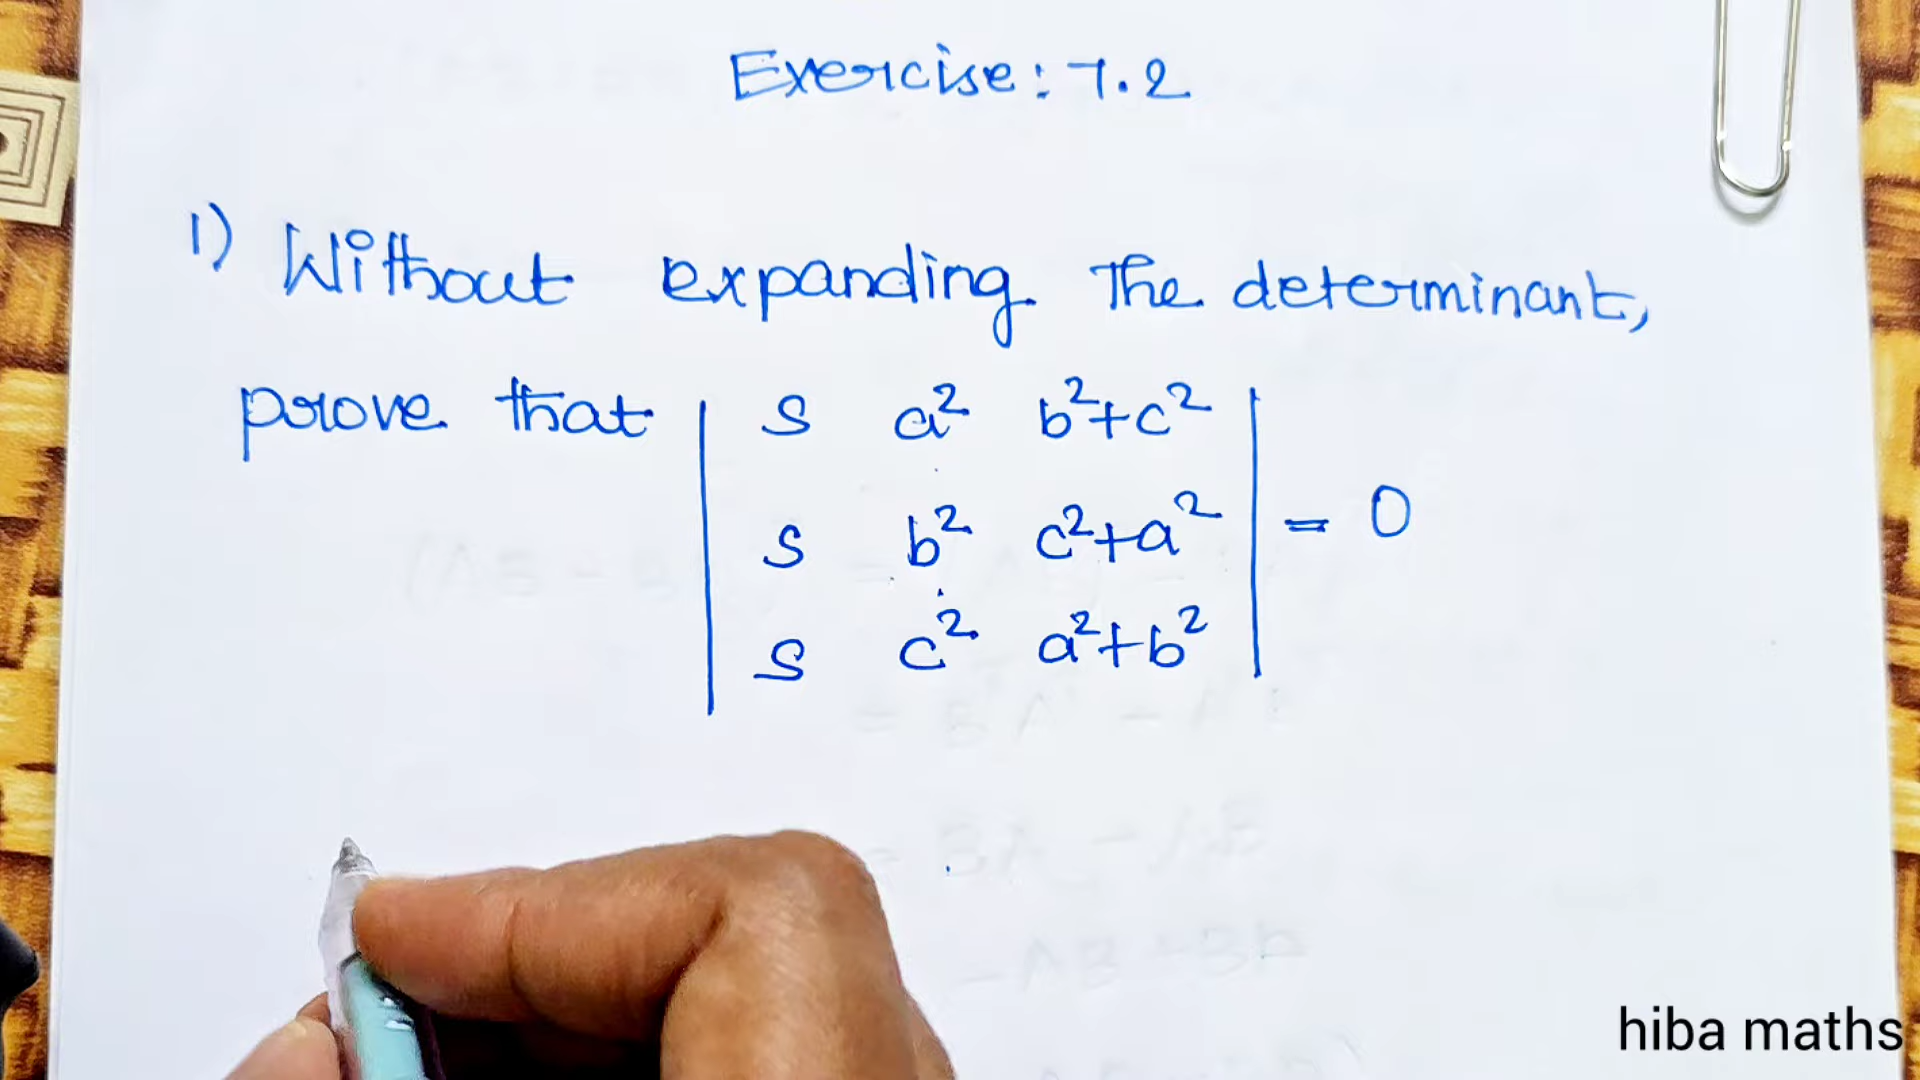 Exercise: 7.2
1) Without expanding the determinant,
prove that | s a² b²+c² |
| s b² c²+a² | = 0
| s c² a²+b² |
hiba maths